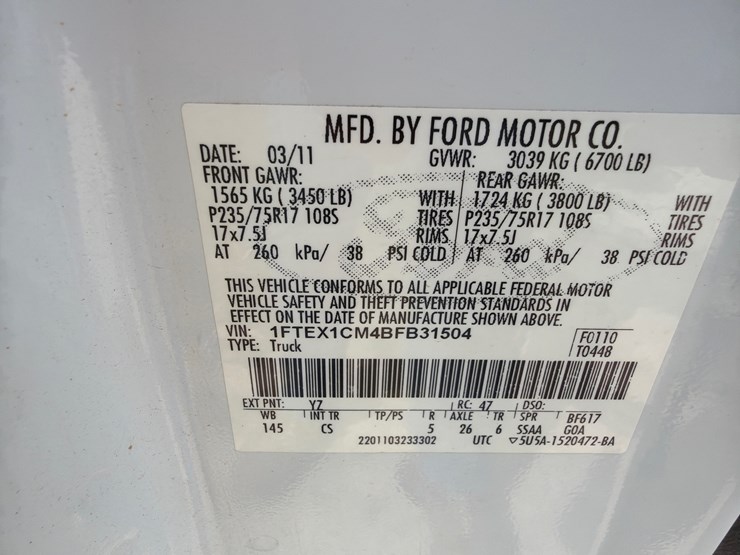 MFD. BY FORD MOTOR CO.
DATE: 03/11 GVWR: 3039 KG ( 6700 LB)
FRONT GAWR: REAR GAWR:
1565 KG ( 3450 LB) WITH 1724 KG ( 3800 LB) WITH
P235/75R17 108S TIRES P235/75R17 108S TIRES
17x7.5J RIMS 17x7.5J RIMS
AT 260 kPa/ 38 PSI COLD AT 260 kPa/ 38 PSI COLD
THIS VEHICLE CONFORMS TO ALL APPLICABLE FEDERAL MOTOR
VEHICLE SAFETY AND THEFT PREVENTION STANDARDS IN
EFFECT ON THE DATE OF MANUFACTURE SHOWN ABOVE.
VIN: 1FTEX1CM4BFB31504 F0110
TYPE: Truck T0448
EXT PNT: Y7 RC: 47 DSO:
WB INT TR TP/PS R AXLE TR SPR BF617
145 CS 5 26 6 SSAA GOA
2201103233302 UTC ▽5U5A-1520472-BA